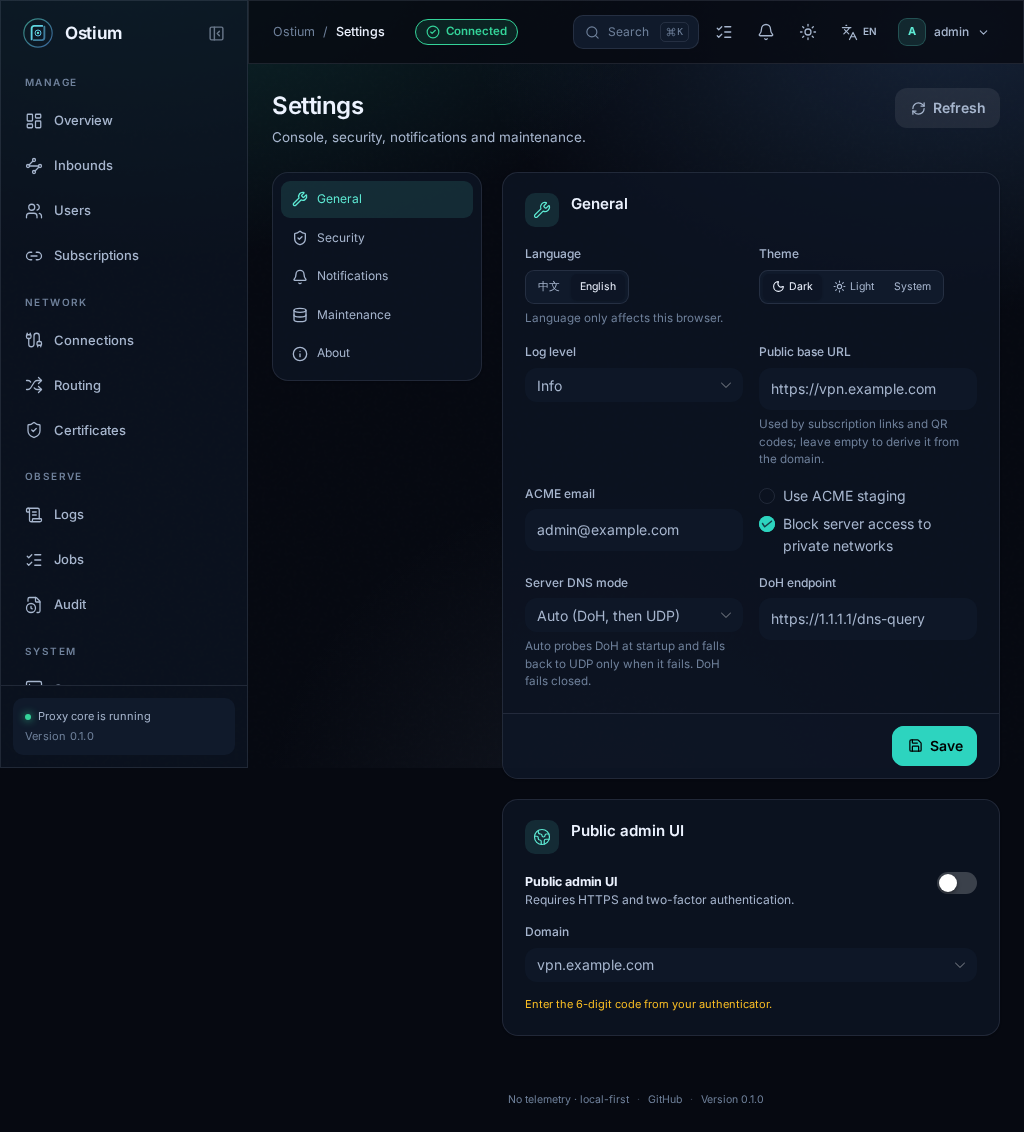 Ostium
MANAGE
Overview
Inbounds
Users
Subscriptions
NETWORK
Connections
Routing
Certificates
OBSERVE
Logs
Jobs
Audit
SYSTEM
Proxy core is running
Version 0.1.0
Ostium / Settings
Connected
Search ⌘K
EN
A admin
Settings
Console, security, notifications and maintenance.
Refresh
General
Security
Notifications
Maintenance
About
General
Language
中文 English
Language only affects this browser.
Theme
Dark Light System
Log level
Info
Public base URL
https://vpn.example.com
Used by subscription links and QR
codes; leave empty to derive it from
the domain.
ACME email
admin@example.com
Use ACME staging
Block server access to
private networks
Server DNS mode
Auto (DoH, then UDP)
Auto probes DoH at startup and falls
back to UDP only when it fails. DoH
fails closed.
DoH endpoint
https://1.1.1.1/dns-query
Save
Public admin UI
Public admin UI
Requires HTTPS and two-factor authentication.
Domain
vpn.example.com
Enter the 6-digit code from your authenticator.
No telemetry · local-first · GitHub · Version 0.1.0